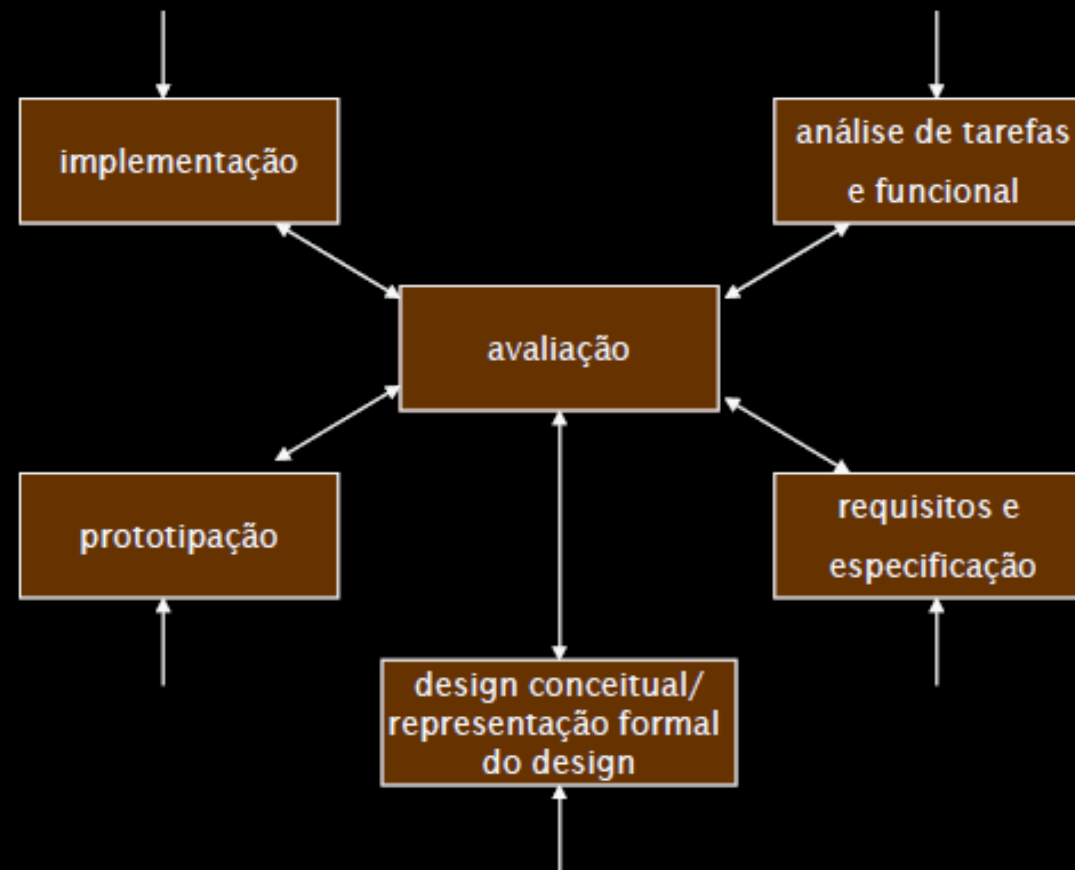 implementação
análise de tarefas
e funcional
avaliação
prototipação
requisitos e
especificação
design conceitual/
representação formal
do design